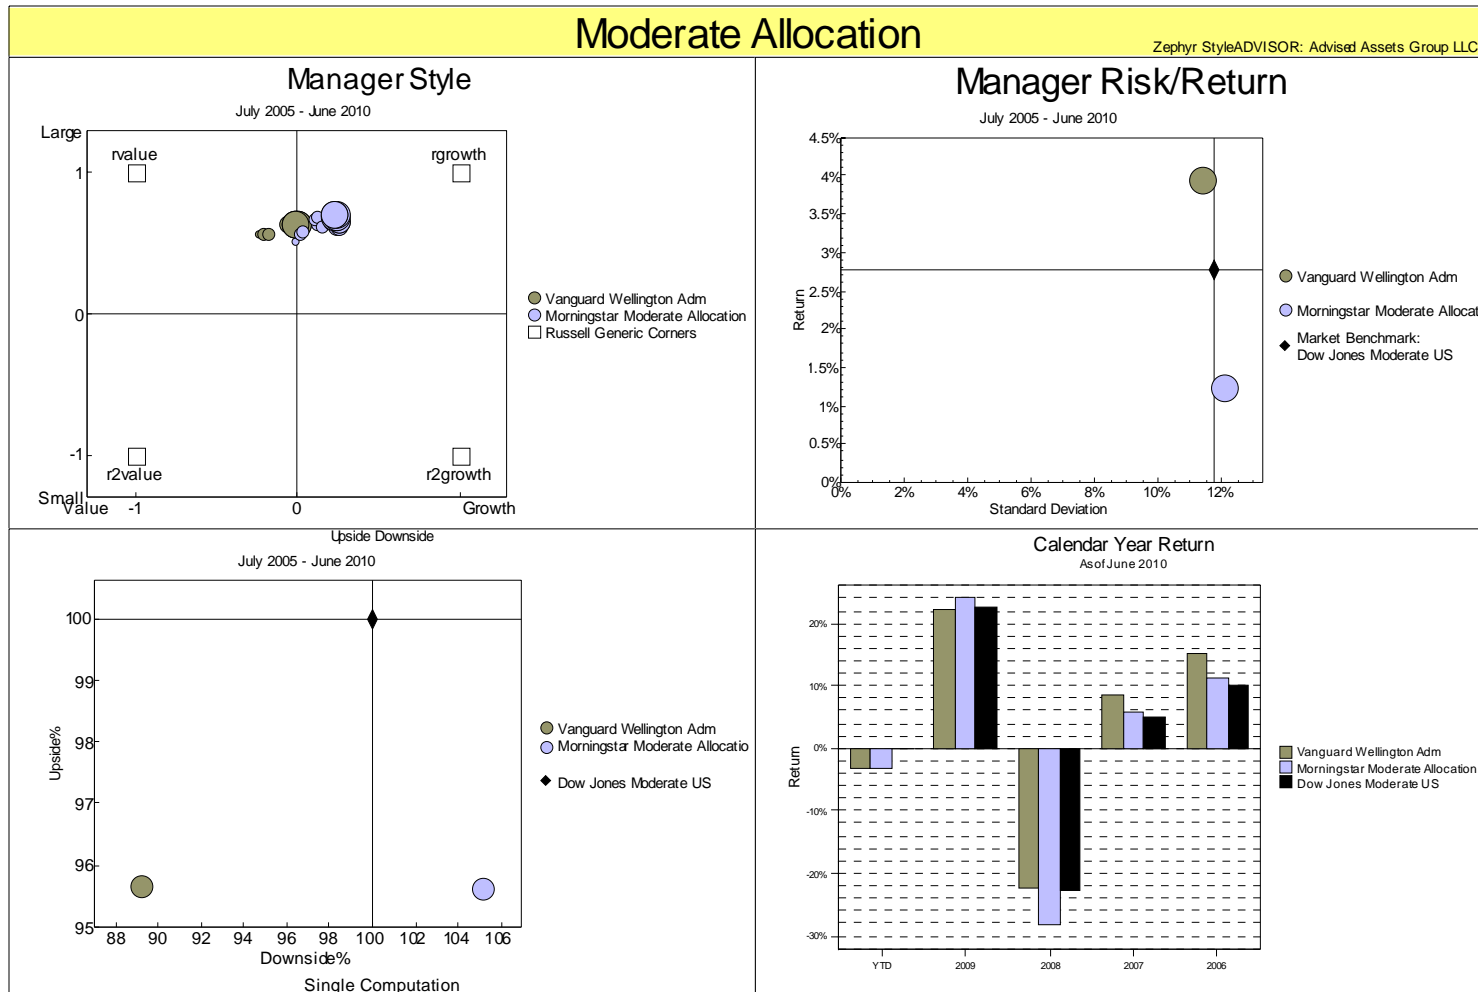 Moderate Allocation
Zephyr StyleADVISOR: Advised Assets Group LLC
Manager Style
July 2005 - June 2010
Large
1
0
-1
Small
Value
-1
0
Growth
rvalue
rgrowth
r2value
r2growth
Vanguard Wellington Adm
Morningstar Moderate Allocation
Russell Generic Corners
Manager Risk/Return
July 2005 - June 2010
4.5%
4%
3.5%
3%
2.5%
2%
1.5%
1%
0.5%
0%
Return
0%
2%
4%
6%
8%
10%
12%
Standard Deviation
Vanguard Wellington Adm
Morningstar Moderate Allocat
Market Benchmark:
Dow Jones Moderate US
Upside Downside
July 2005 - June 2010
100
99
98
97
96
95
Upside%
88
90
92
94
96
98
100
102
104
106
Downside%
Single Computation
Vanguard Wellington Adm
Morningstar Moderate Allocatio
Dow Jones Moderate US
Calendar Year Return
As of June 2010
20%
10%
0%
-10%
-20%
-30%
Return
YTD
2009
2008
2007
2006
Vanguard Wellington Adm
Morningstar Moderate Allocation
Dow Jones Moderate US